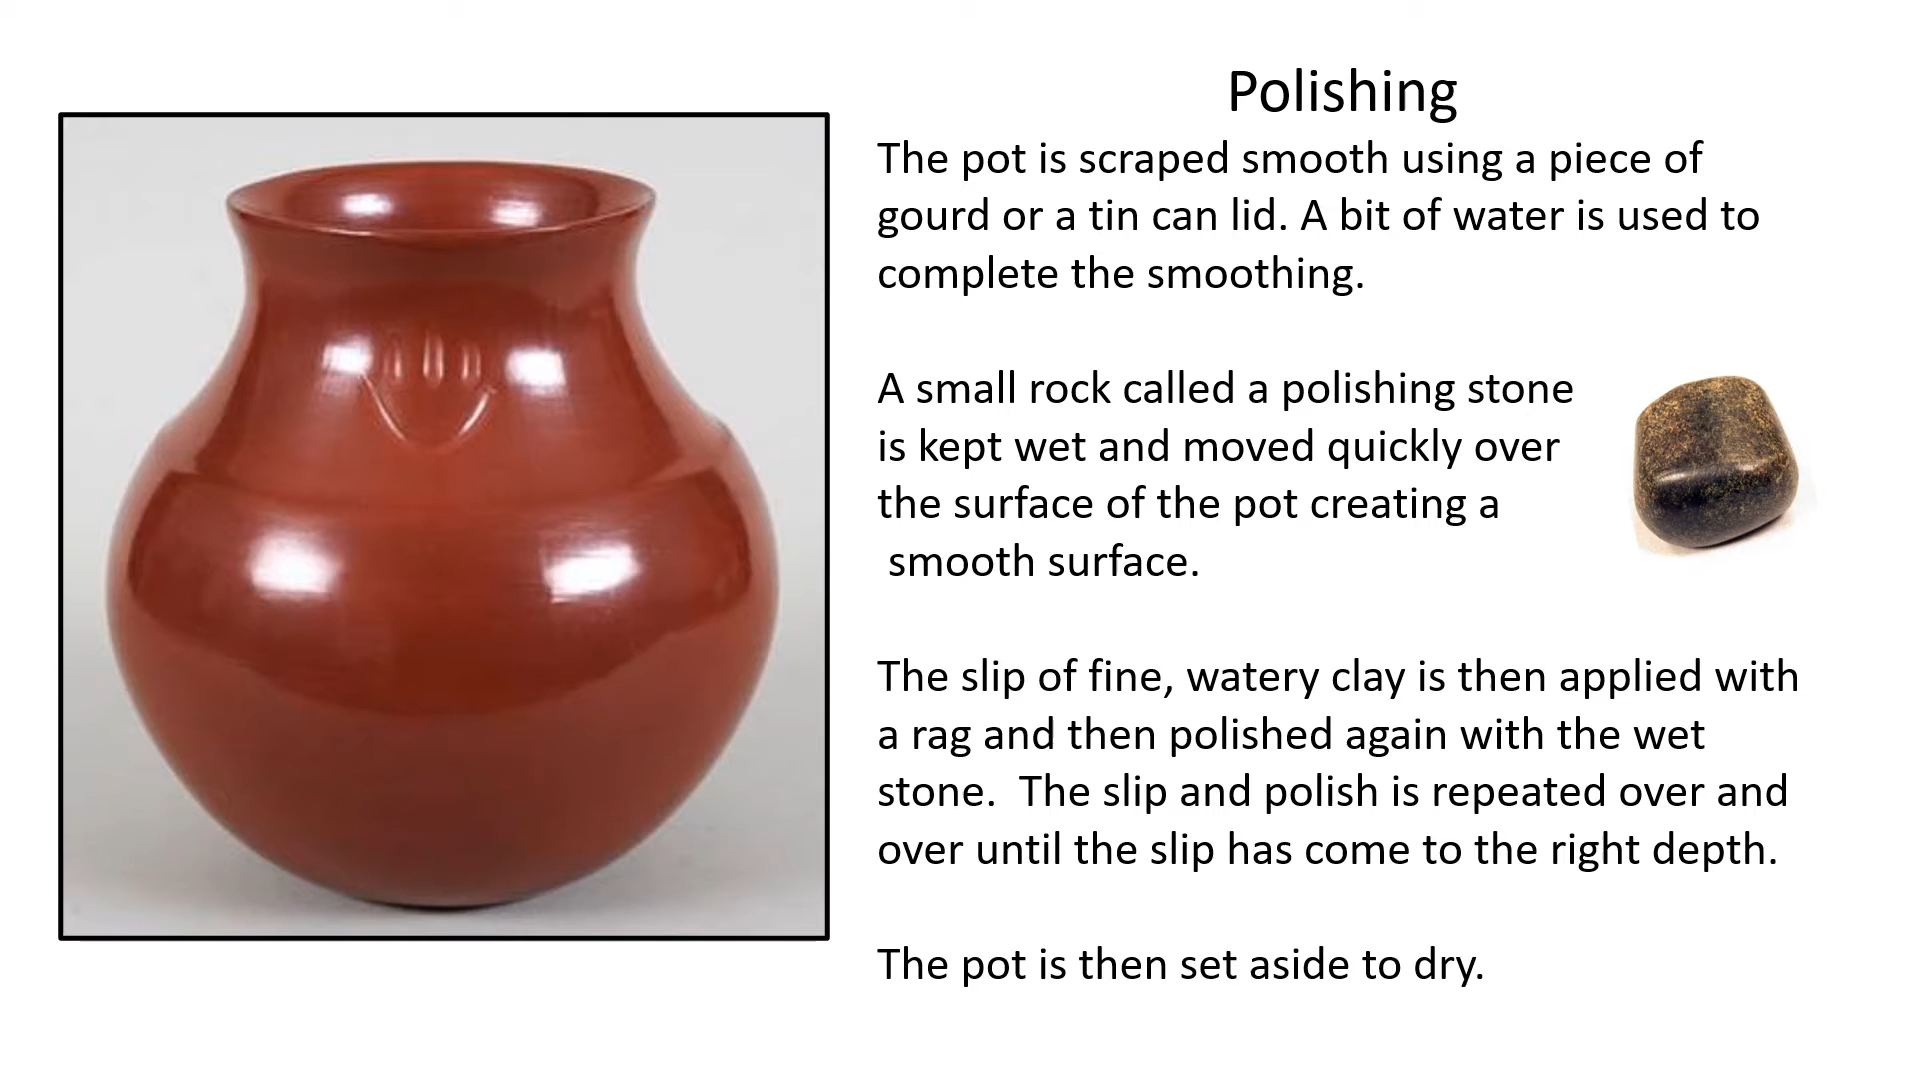 Polishing
The pot is scraped smooth using a piece of
gourd or a tin can lid. A bit of water is used to
complete the smoothing.
A small rock called a polishing stone
is kept wet and moved quickly over
the surface of the pot creating a
smooth surface.
The slip of fine, watery clay is then applied with
a rag and then polished again with the wet
stone.  The slip and polish is repeated over and
over until the slip has come to the right depth.
The pot is then set aside to dry.